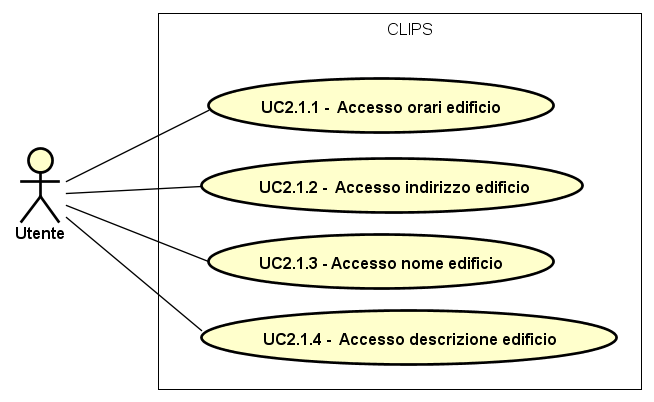 CLIPS
UC2.1.1 - Accesso orari edificio
UC2.1.2 - Accesso indirizzo edificio
UC2.1.3 - Accesso nome edificio
Utente
UC2.1.4 - Accesso descrizione edificio